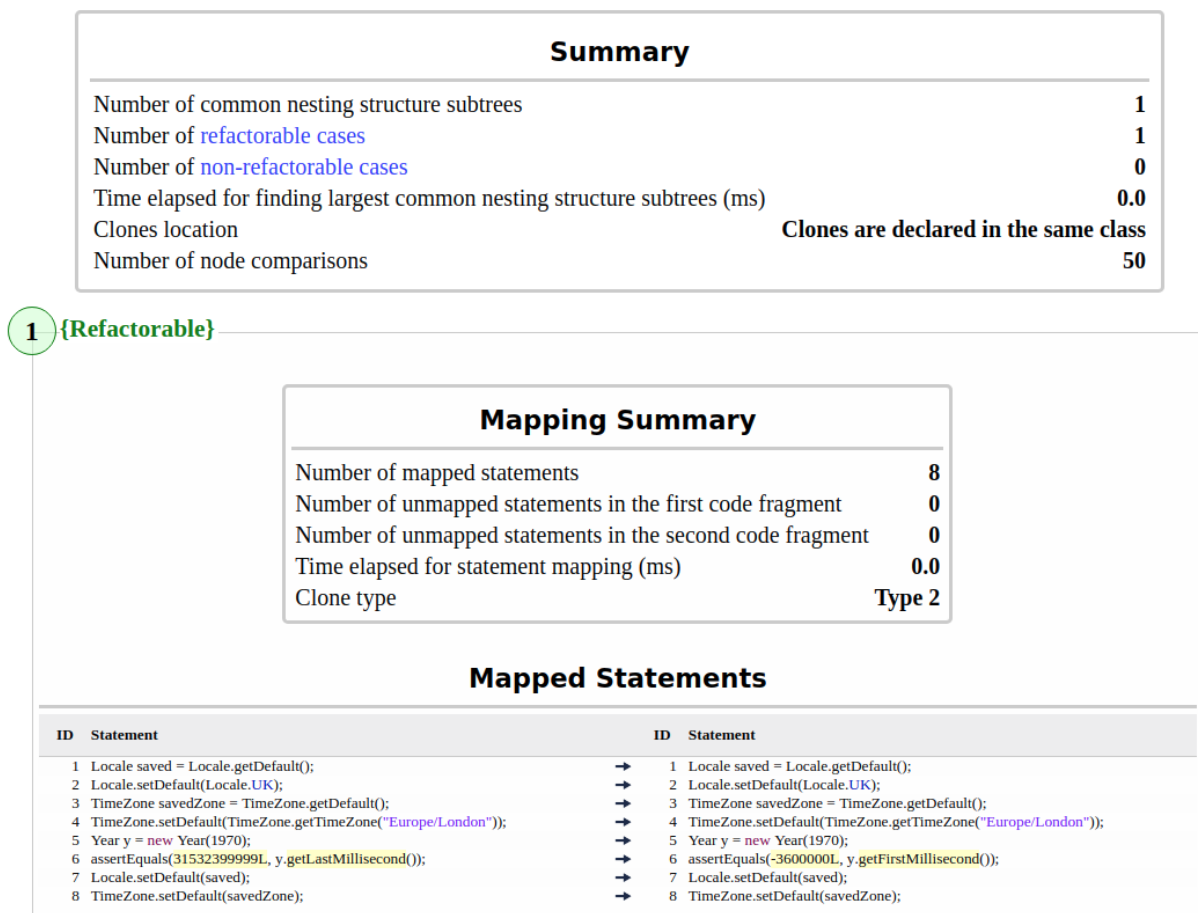 Summary
Number of common nesting structure subtrees 1
Number of refactorable cases 1
Number of non-refactorable cases 0
Time elapsed for finding largest common nesting structure subtrees (ms) 0.0
Clones location Clones are declared in the same class
Number of node comparisons 50
1 {Refactorable}
Mapping Summary
Number of mapped statements 8
Number of unmapped statements in the first code fragment 0
Number of unmapped statements in the second code fragment 0
Time elapsed for statement mapping (ms) 0.0
Clone type Type 2
Mapped Statements
ID Statement ID Statement
1 Locale saved = Locale.getDefault(); → 1 Locale saved = Locale.getDefault();
2 Locale.setDefault(Locale.UK); → 2 Locale.setDefault(Locale.UK);
3 TimeZone savedZone = TimeZone.getDefault(); → 3 TimeZone savedZone = TimeZone.getDefault();
4 TimeZone.setDefault(TimeZone.getTimeZone("Europe/London")); → 4 TimeZone.setDefault(TimeZone.getTimeZone("Europe/London"));
5 Year y = new Year(1970); → 5 Year y = new Year(1970);
6 assertEquals(31532399999L, y.getLastMillisecond()); → 6 assertEquals(-3600000L, y.getFirstMillisecond());
7 Locale.setDefault(saved); → 7 Locale.setDefault(saved);
8 TimeZone.setDefault(savedZone); → 8 TimeZone.setDefault(savedZone);